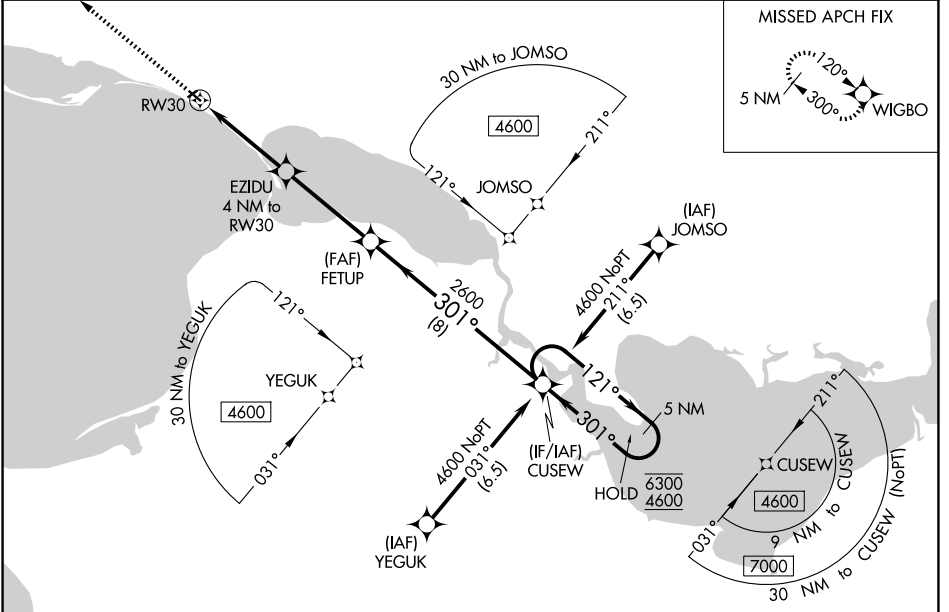 MISSED APCH FIX
120°
5 NM
300°
WIGBO
30 NM to JOMSO
4600
211°
121°
JOMSO
RW30
EZIDU
4 NM to
RW30
(FAF)
FETUP
(IAF)
JOMSO
4600 NoPT
211°
(6.5)
2600
301°
(8)
30 NM to YEGUK
121°
YEGUK
4600
031°
121°
5 NM
301°
(IF/IAF)
CUSEW
HOLD
6300
4600
4600 NoPT
031°
(6.5)
(IAF)
YEGUK
211°
CUSEW
4600
031°
9 NM to CUSEW
7000
30 NM to CUSEW (NoPT)